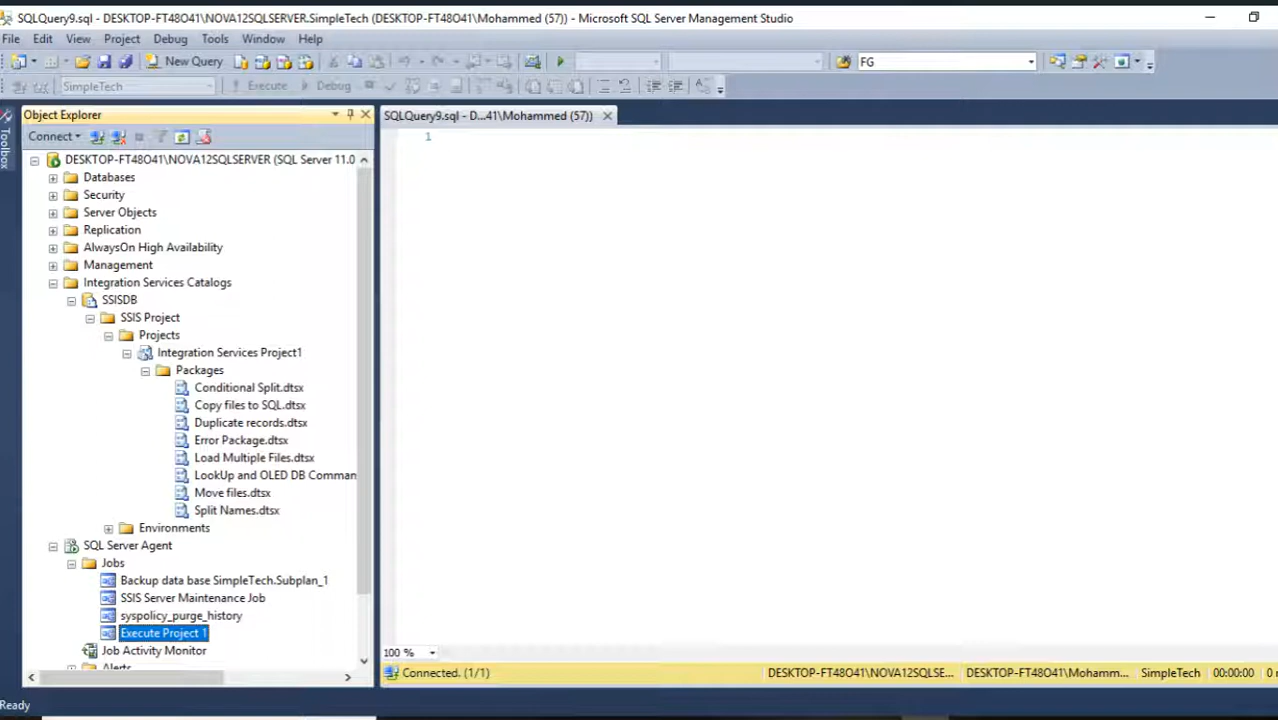 SQLQuery9.sql - DESKTOP-FT48O41\NOVA12SQLSERVER.SimpleTech (DESKTOP-FT48O41\Mohammed (57)) - Microsoft SQL Server Management Studio
File Edit View Project Debug Tools Window Help
New Query FG
SimpleTech Execute Debug
Toolbox
Object Explorer
SQLQuery9.sql - D...41\Mohammed (57))
Connect
1
DESKTOP-FT48O41\NOVA12SQLSERVER (SQL Server 11.0
Databases
Security
Server Objects
Replication
AlwaysOn High Availability
Management
Integration Services Catalogs
SSISDB
SSIS Project
Projects
Integration Services Project1
Packages
Conditional Split.dtsx
Copy files to SQL.dtsx
Duplicate records.dtsx
Error Package.dtsx
Load Multiple Files.dtsx
LookUp and OLED DB Comman
Move files.dtsx
Split Names.dtsx
Environments
SQL Server Agent
Jobs
Backup data base SimpleTech.Subplan_1
SSIS Server Maintenance Job
syspolicy_purge_history
Execute Project 1
Job Activity Monitor
Alerts
100 %
Connected. (1/1) DESKTOP-FT48O41\NOVA12SQLSE... DESKTOP-FT48O41\Mohamm... SimpleTech 00:00:00 0
Ready